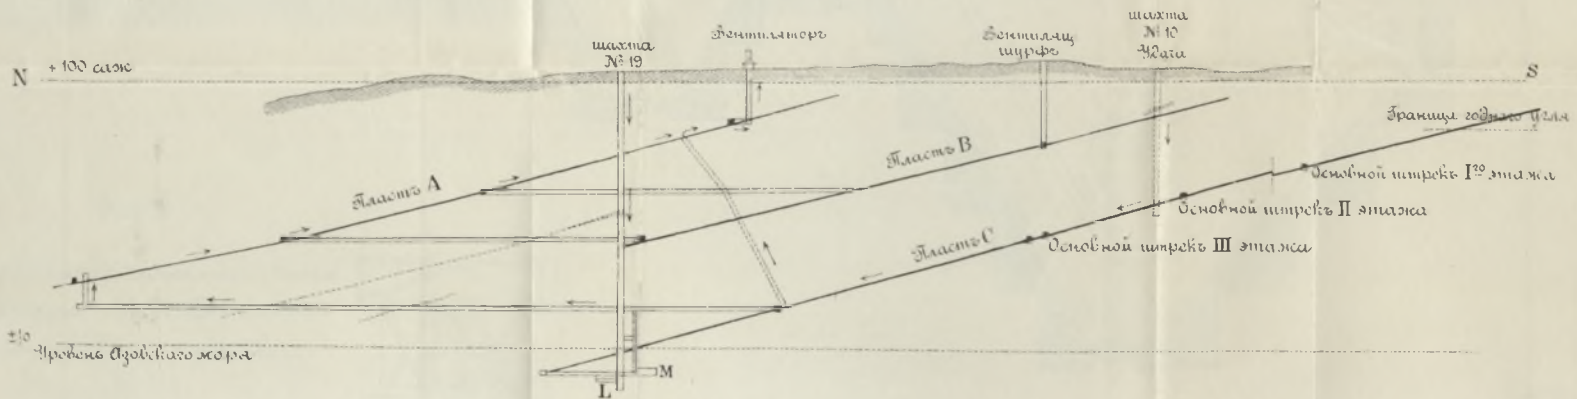 шахта
№ 19
Вентиляторъ
Вентиляц
шурфъ
шахта
№ 10
N
+ 100 саж
S
Граница годнаго угля
Пластъ A
Пластъ B
Пластъ C
Основной штрекъ Iго этажа
Основной штрекъ II этажа
Основной штрекъ III этажа
±0
Уровень Азовскаго моря
L
M